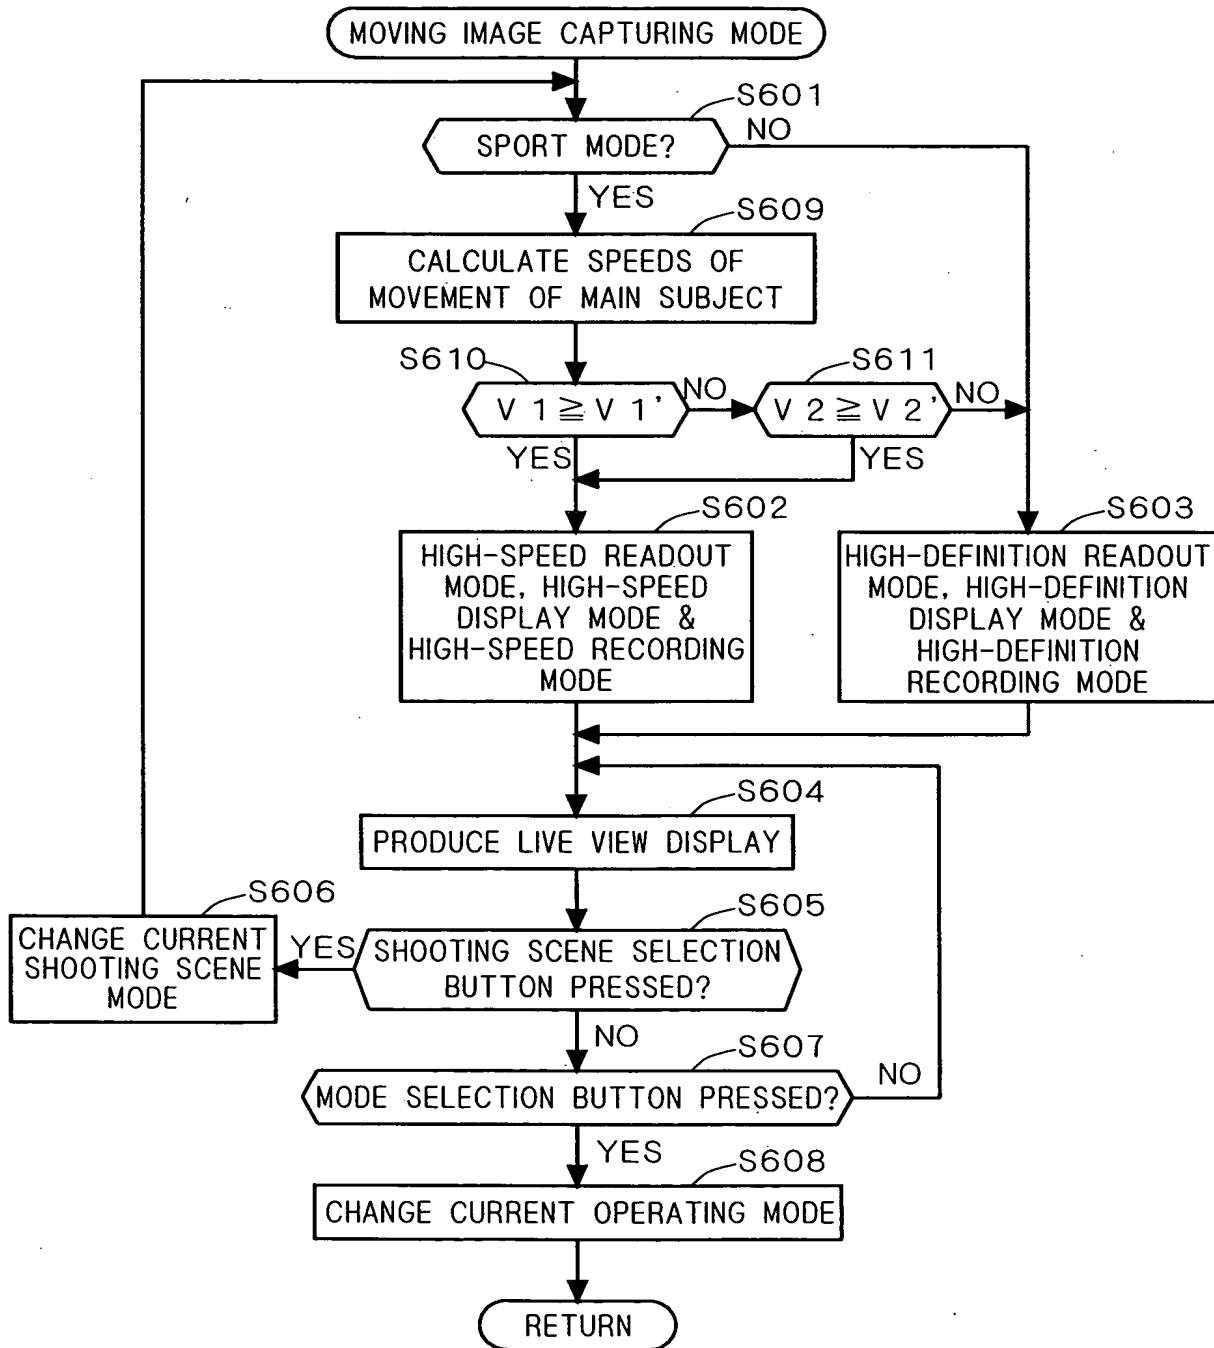 MOVING IMAGE CAPTURING MODE
S601
SPORT MODE?
NO
YES
S609
CALCULATE SPEEDS OF
MOVEMENT OF MAIN SUBJECT
S610
V1≧V1'
NO
S611
V2≧V2'
NO
YES
YES
S602
HIGH-SPEED READOUT
MODE, HIGH-SPEED
DISPLAY MODE &
HIGH-SPEED RECORDING
MODE
S603
HIGH-DEFINITION READOUT
MODE, HIGH-DEFINITION
DISPLAY MODE &
HIGH-DEFINITION
RECORDING MODE
S604
PRODUCE LIVE VIEW DISPLAY
S605
SHOOTING SCENE SELECTION
BUTTON PRESSED?
YES
S606
CHANGE CURRENT
SHOOTING SCENE
MODE
NO
S607
MODE SELECTION BUTTON PRESSED?
NO
YES
S608
CHANGE CURRENT OPERATING MODE
RETURN